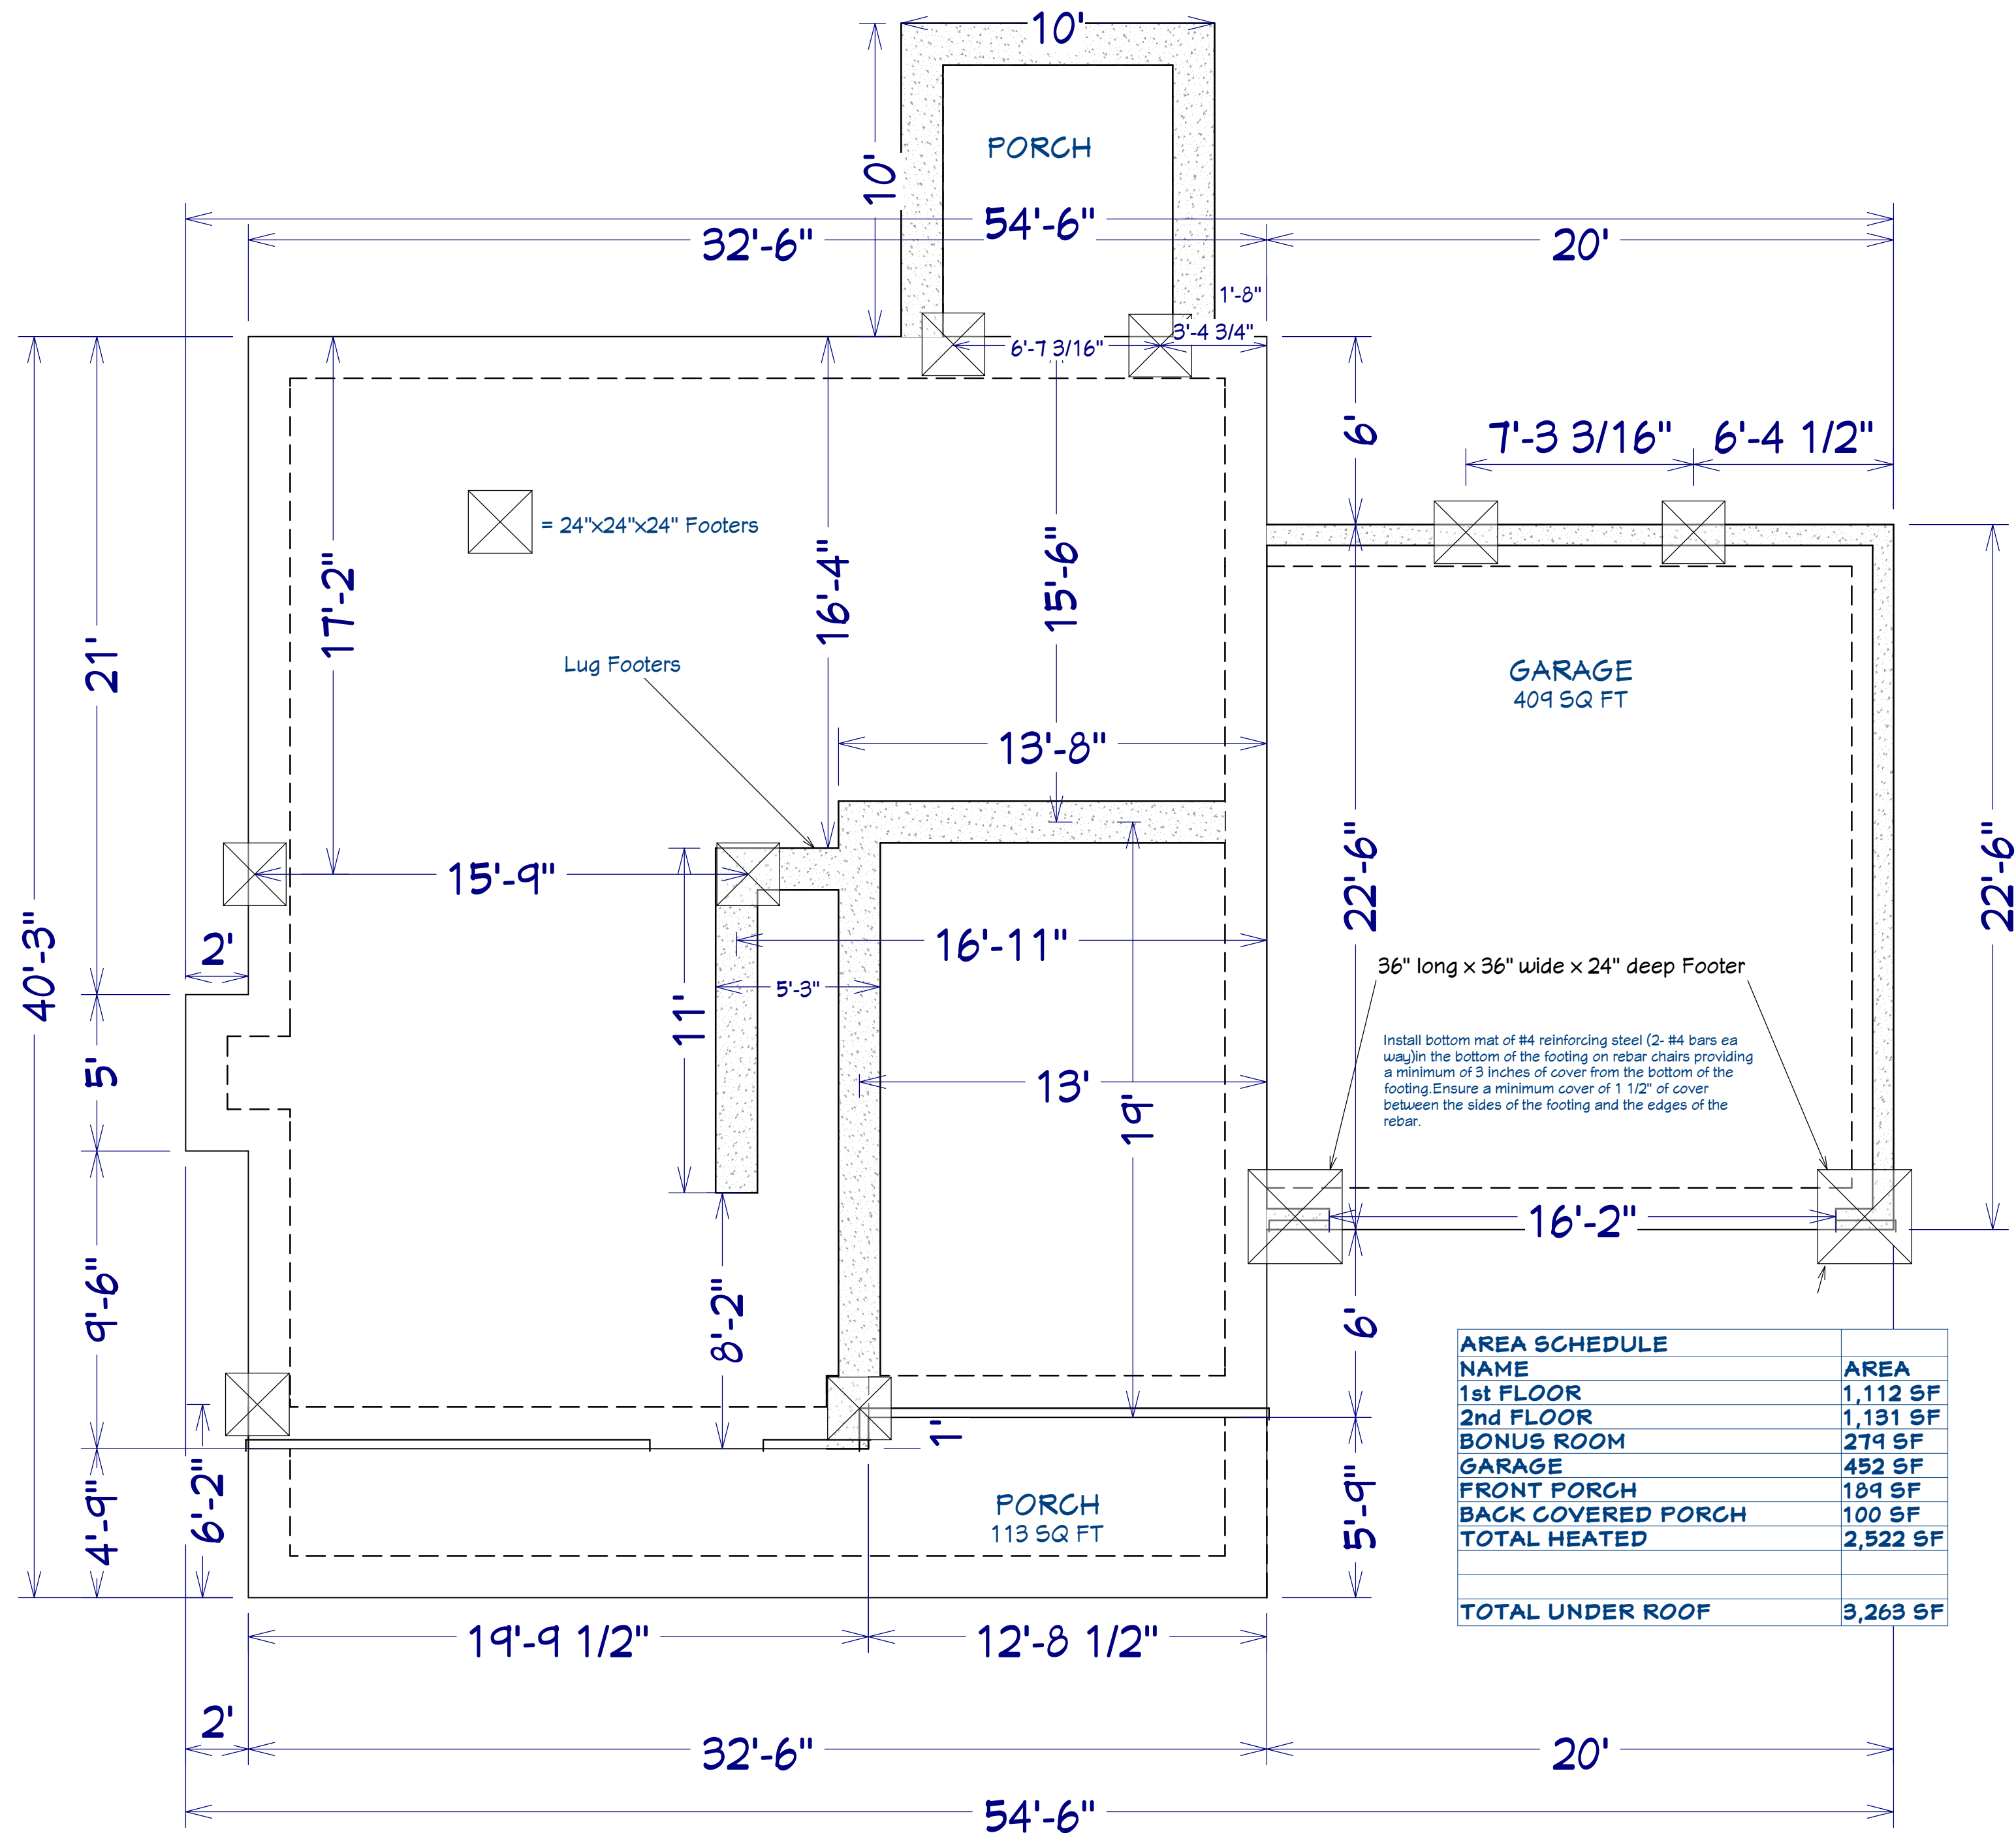 10'
10'
PORCH
54'-6"
32'-6"
20'
1'-8"
3'-4 3/4"
6'-7 3/16"
6'
7'-3 3/16"
6'-4 1/2"
= 24"x24"x24" Footers
17'-2"
16'-4"
15'-6"
21'
Lug Footers
GARAGE
409 SQ FT
13'-8"
15'-9"
22'-6"
22'-6"
40'-3"
2'
16'-11"
36" long x 36" wide x 24" deep Footer
5'-3"
11'
5'
13'
19'
Install bottom mat of #4 reinforcing steel (2- #4 bars ea
way)in the bottom of the footing on rebar chairs providing
a minimum of 3 inches of cover from the bottom of the
footing.Ensure a minimum cover of 1 1/2" of cover
between the sides of the footing and the edges of the
rebar.
16'-2"
9'-6"
8'-2"
6'
AREA SCHEDULE
NAME AREA
1st FLOOR 1,112 SF
2nd FLOOR 1,131 SF
BONUS ROOM 279 SF
GARAGE 452 SF
FRONT PORCH 189 SF
BACK COVERED PORCH 100 SF
TOTAL HEATED 2,522 SF
TOTAL UNDER ROOF 3,263 SF
1'
4'-9"
6'-2"
PORCH
113 SQ FT
5'-9"
19'-9 1/2"
12'-8 1/2"
2'
32'-6"
20'
54'-6"